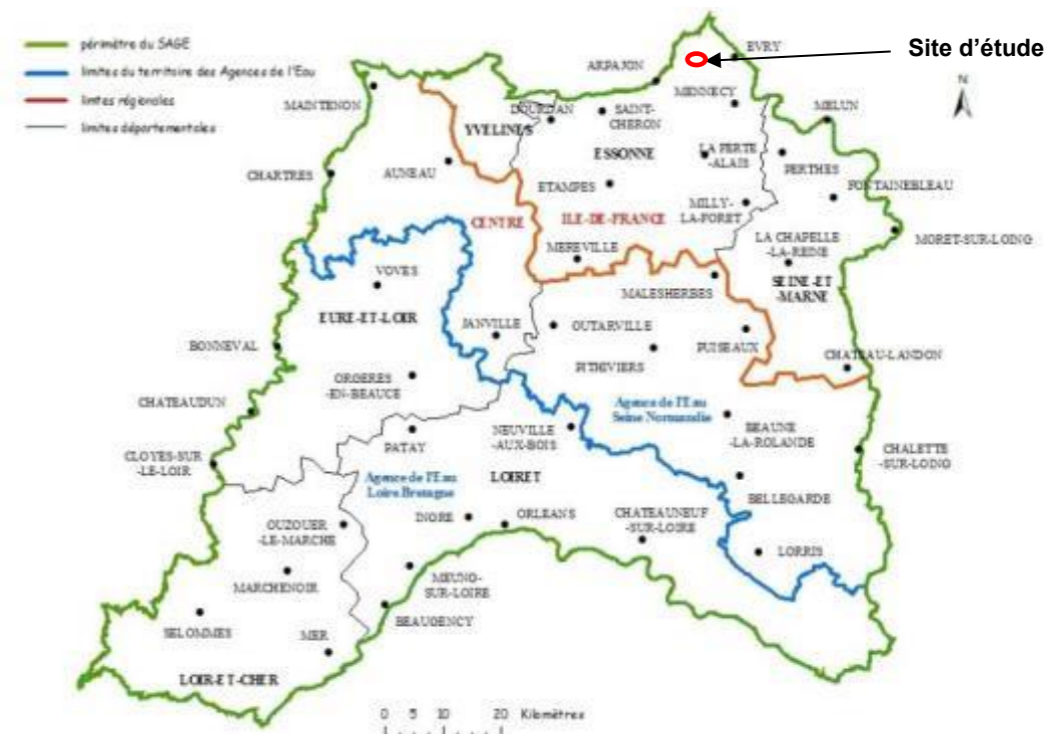 périmètre du SAGE
limites du territoire des Agences de l'Eau
limtes régionales
limites départementales
Site d'étude
N
EVRY
ARPAJON
MENNECY
MAINTENON
DOURDAN
SAINT-
CHERON
MELUN
YVELINES
ESSONNE
LA FERTE
-ALAIS
PERTHES
CHARTRES
AUNEAU
ETAMPES
FONTAINEBLEAU
MILLY-
LA-FORET
CENTRE
ILE-DE-FRANCE
MORET-SUR-LOING
MEREVILLE
LA CHAPELLE
-LA-REINE
VOVES
SEINE-ET
-MARNE
MALESHERBES
EURE-ET-LOIR
JANVILLE
OUTARVILLE
PUISEAUX
BONNEVAL
PITHIVIERS
CHATEAU-LANDON
ORGERES
-EN-BEAUCE
CHATEAUDUN
Agence de l'Eau
Seine Normandie
PATAY
NEUVILLE
-AUX-BOIS
BEAUNE
-LA-ROLANDE
CLOYES-SUR
-LE-LOIR
CHALETTE
-SUR-LOING
Agence de l'Eau
Loire Bretagne
LOIRET
BELLEGARDE
OUZOUER
-LE-MARCHE
INGRE
ORLEANS
CHATEAUNEUF
-SUR-LOIRE
LORRIS
MARCHENOIR
MEUNG-
SUR-LOIRE
BEAUGENCY
SELOMMES
MER
LOIR-ET-CHER
0 5 10 20 Kilomètres